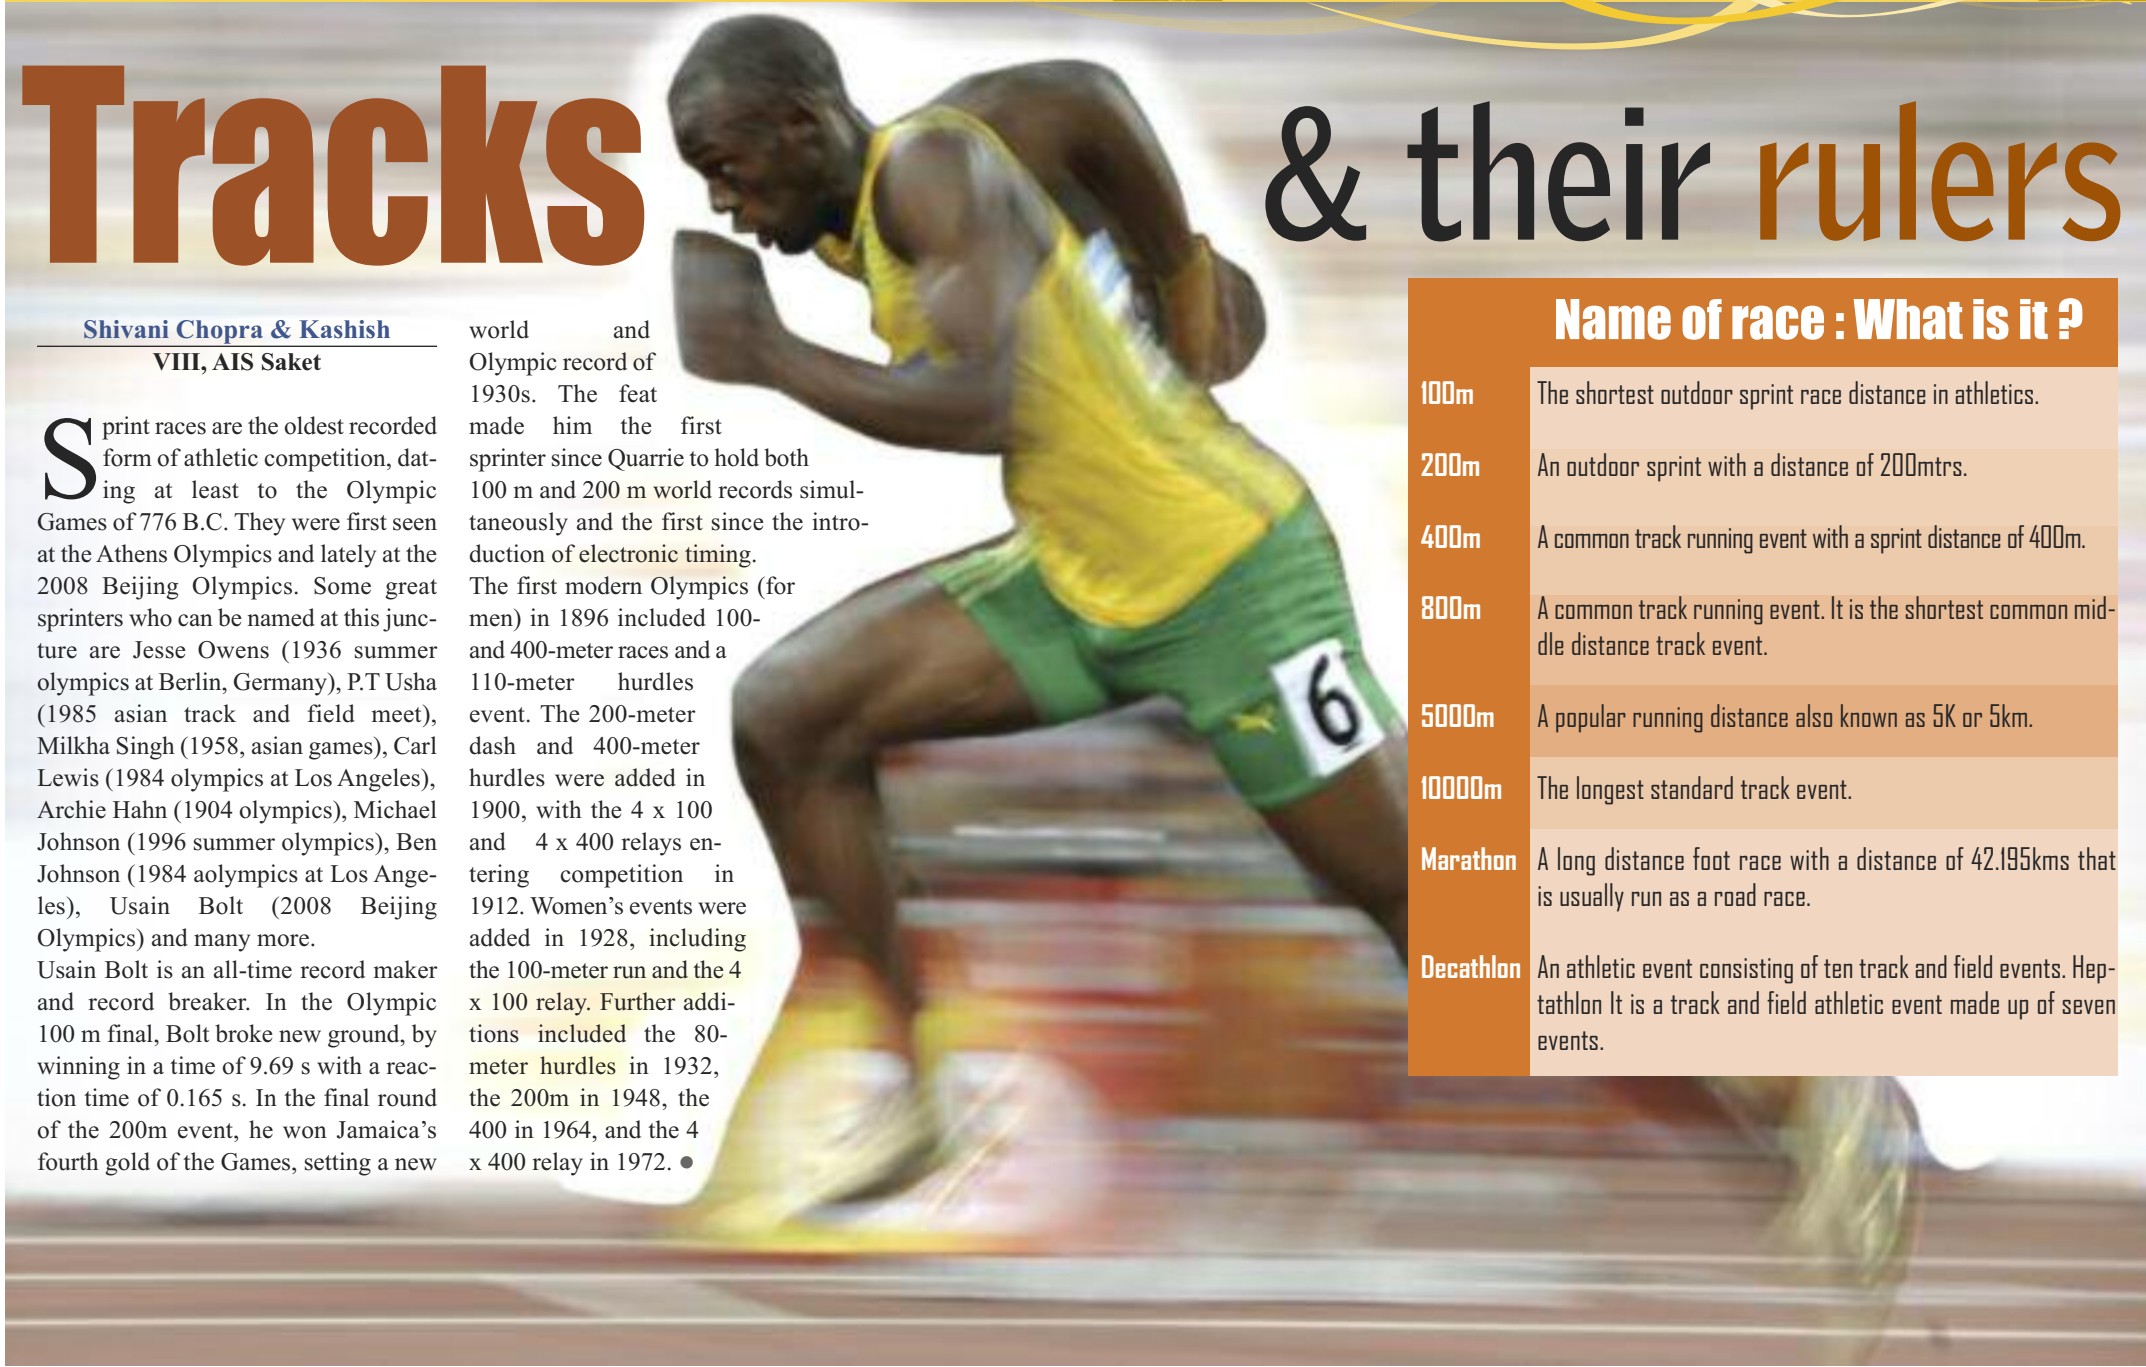 Tracks
& their rulers
Shivani Chopra & Kashish
VIII, AIS Saket
Sprint races are the oldest recorded
form of athletic competition, dat-
ing at least to the Olympic
Games of 776 B.C. They were first seen
at the Athens Olympics and lately at the
2008 Beijing Olympics. Some great
sprinters who can be named at this junc-
ture are Jesse Owens (1936 summer
olympics at Berlin, Germany), P.T Usha
(1985 asian track and field meet),
Milkha Singh (1958, asian games), Carl
Lewis (1984 olympics at Los Angeles),
Archie Hahn (1904 olympics), Michael
Johnson (1996 summer olympics), Ben
Johnson (1984 aolympics at Los Ange-
les), Usain Bolt (2008 Beijing
Olympics) and many more.
Usain Bolt is an all-time record maker
and record breaker. In the Olympic
100 m final, Bolt broke new ground, by
winning in a time of 9.69 s with a reac-
tion time of 0.165 s. In the final round
of the 200m event, he won Jamaica's
fourth gold of the Games, setting a new
world and
Olympic record of
1930s. The feat
made him the first
sprinter since Quarrie to hold both
100 m and 200 m world records simul-
taneously and the first since the intro-
duction of electronic timing.
The first modern Olympics (for
men) in 1896 included 100-
and 400-meter races and a
110-meter hurdles
event. The 200-meter
dash and 400-meter
hurdles were added in
1900, with the 4 x 100
and 4 x 400 relays en-
tering competition in
1912. Women's events were
added in 1928, including
the 100-meter run and the 4
x 100 relay. Further addi-
tions included the 80-
meter hurdles in 1932,
the 200m in 1948, the
400 in 1964, and the 4
x 400 relay in 1972. ●
6
Name of race : What is it ?
100m The shortest outdoor sprint race distance in athletics.
200m An outdoor sprint with a distance of 200mtrs.
400m A common track running event with a sprint distance of 400m.
800m A common track running event. It is the shortest common mid-
dle distance track event.
5000m A popular running distance also known as 5K or 5km.
10000m The longest standard track event.
Marathon A long distance foot race with a distance of 42.195kms that
is usually run as a road race.
Decathlon An athletic event consisting of ten track and field events. Hep-
tathlon It is a track and field athletic event made up of seven
events.